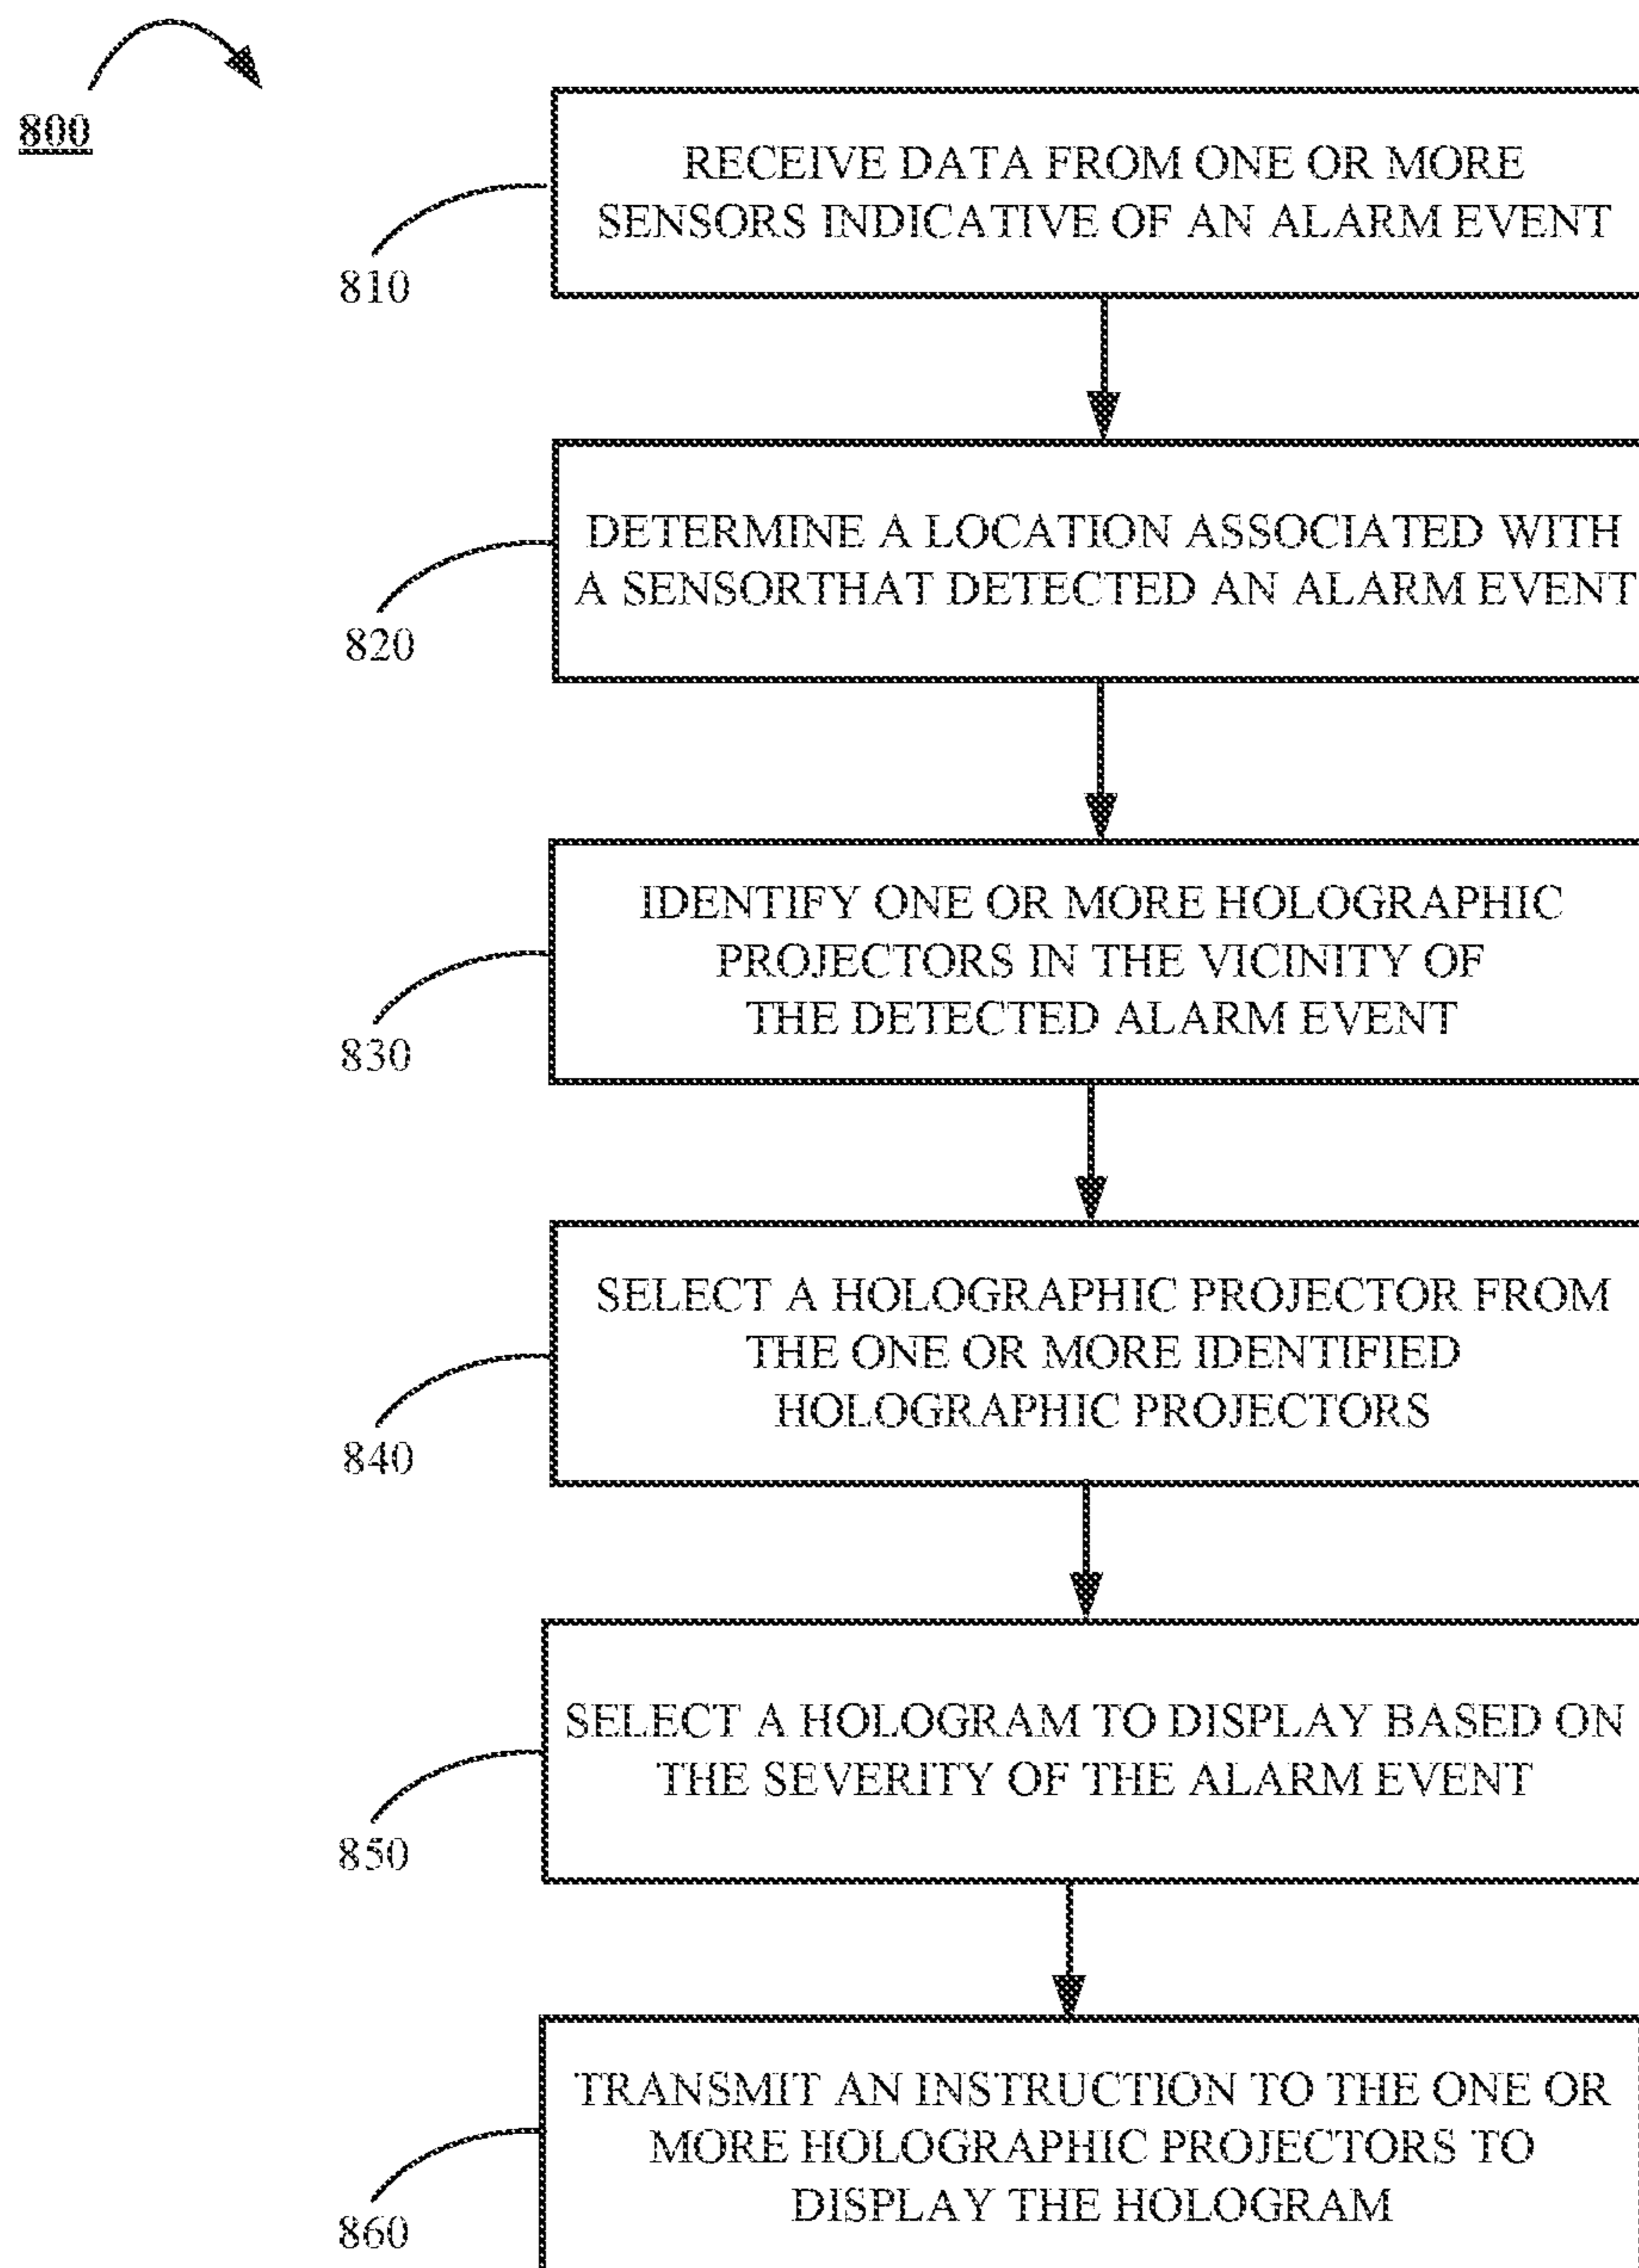 800
RECEIVE DATA FROM ONE OR MORE
SENSORS INDICATIVE OF AN ALARM EVENT
810
DETERMINE A LOCATION ASSOCIATED WITH
A SENSORTHAT DETECTED AN ALARM EVENT
820
IDENTIFY ONE OR MORE HOLOGRAPHIC
PROJECTORS IN THE VICINITY OF
THE DETECTED ALARM EVENT
830
SELECT A HOLOGRAPHIC PROJECTOR FROM
THE ONE OR MORE IDENTIFIED
HOLOGRAPHIC PROJECTORS
840
SELECT A HOLOGRAM TO DISPLAY BASED ON
THE SEVERITY OF THE ALARM EVENT
850
TRANSMIT AN INSTRUCTION TO THE ONE OR
MORE HOLOGRAPHIC PROJECTORS TO
DISPLAY THE HOLOGRAM
860